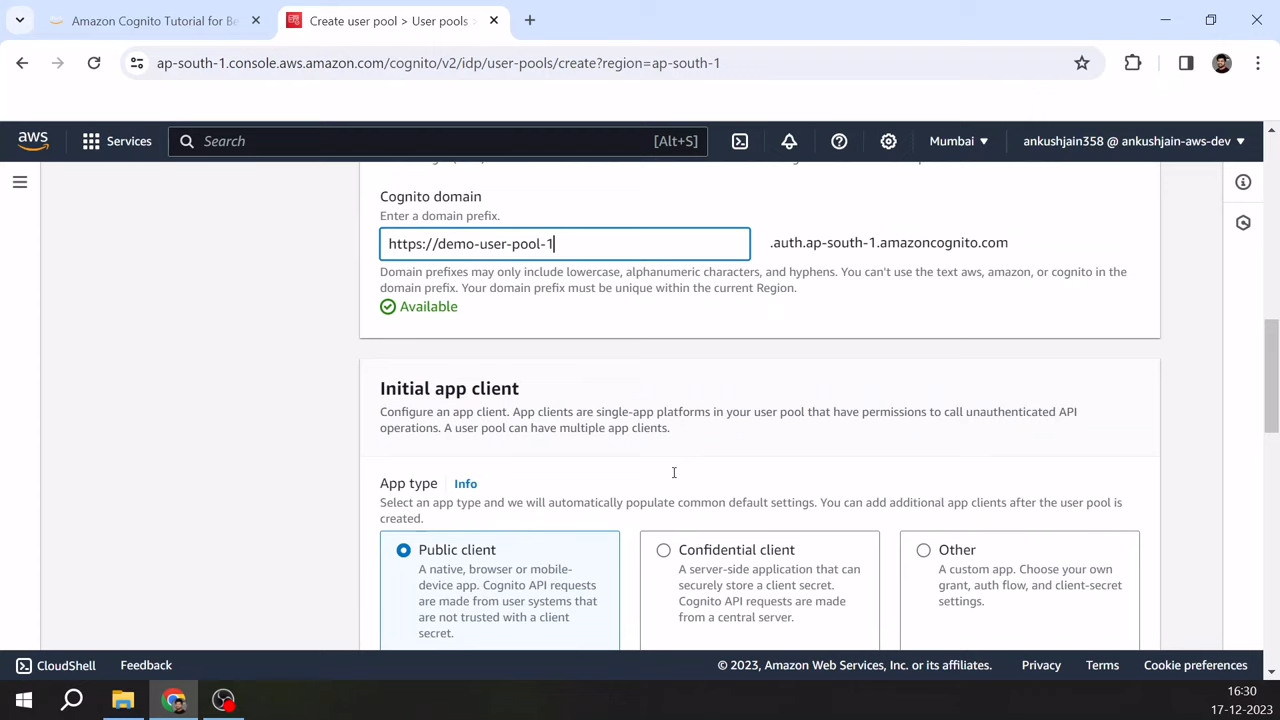 Amazon Cognito Tutorial for Be
Create user pool > User pools >
ap-south-1.console.aws.amazon.com/cognito/v2/idp/user-pools/create?region=ap-south-1
aws
Services
Search
[Alt+S]
Mumbai
ankushjain358 @ ankushjain-aws-dev
Cognito domain
Enter a domain prefix.
https://demo-user-pool-1
.auth.ap-south-1.amazoncognito.com
Domain prefixes may only include lowercase, alphanumeric characters, and hyphens. You can't use the text aws, amazon, or cognito in the
domain prefix. Your domain prefix must be unique within the current Region.
Available
Initial app client
Configure an app client. App clients are single-app platforms in your user pool that have permissions to call unauthenticated API
operations. A user pool can have multiple app clients.
App type
Info
Select an app type and we will automatically populate common default settings. You can add additional app clients after the user pool is
created.
Public client
A native, browser or mobile-
device app. Cognito API requests
are made from user systems that
are not trusted with a client
secret.
Confidential client
A server-side application that can
securely store a client secret.
Cognito API requests are made
from a central server.
Other
A custom app. Choose your own
grant, auth flow, and client-secret
settings.
CloudShell
Feedback
© 2023, Amazon Web Services, Inc. or its affiliates.
Privacy
Terms
Cookie preferences
16:30
17-12-2023